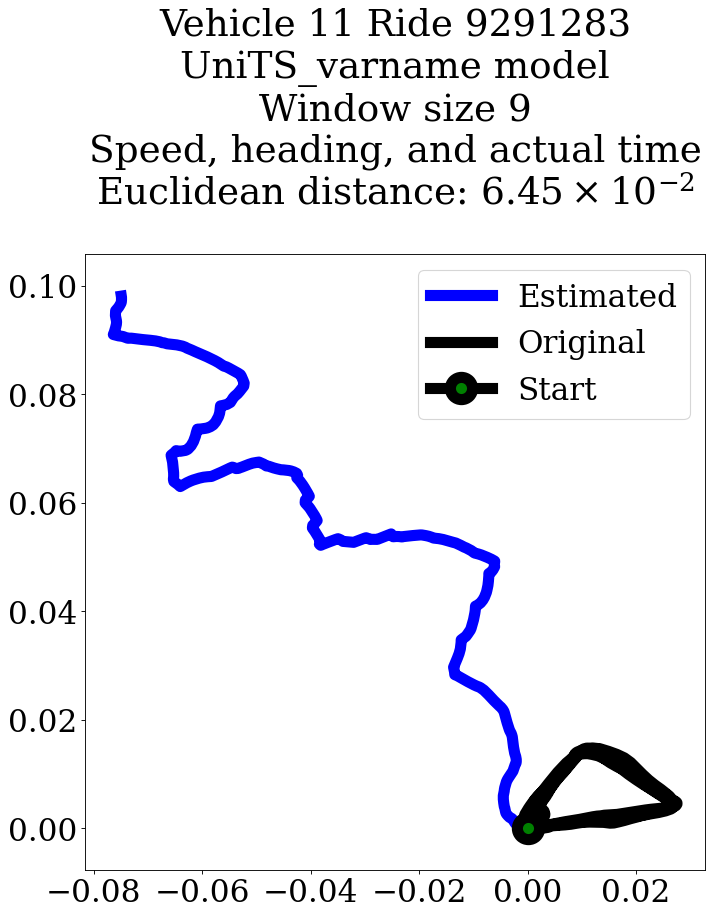 Vehicle 11 Ride 9291283
UniTS_varname model
Window size 9
Speed, heading, and actual time
Euclidean distance: 6.45 × 10⁻²
Estimated
Original
Start
0.10
0.08
0.06
0.04
0.02
0.00
−0.08 −0.06 −0.04 −0.02 0.00 0.02